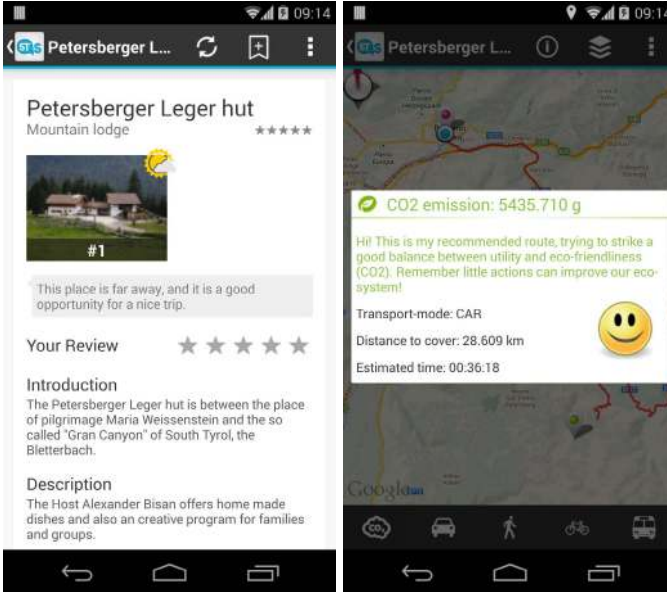 09:14
STS Petersberger L...
Petersberger Leger hut
Mountain lodge
#1
This place is far away, and it is a good
opportunity for a nice trip.
Your Review
Introduction
The Petersberger Leger hut is between the place
of pilgrimage Maria Weissenstein and the so
called "Gran Canyon" of South Tyrol, the
Bletterbach.
Description
The Host Alexander Bisan offers home made
dishes and also an creative program for families
and groups.
09:14
STS Petersberger L...
CO2 emission: 5435.710 g
Hi! This is my recommended route, trying to strike a
good balance between utility and eco-friendliness
(CO2). Remember little actions can improve our eco-
system!
Transport-mode: CAR
Distance to cover: 28.609 km
Estimated time: 00:36:18
Google
CO2